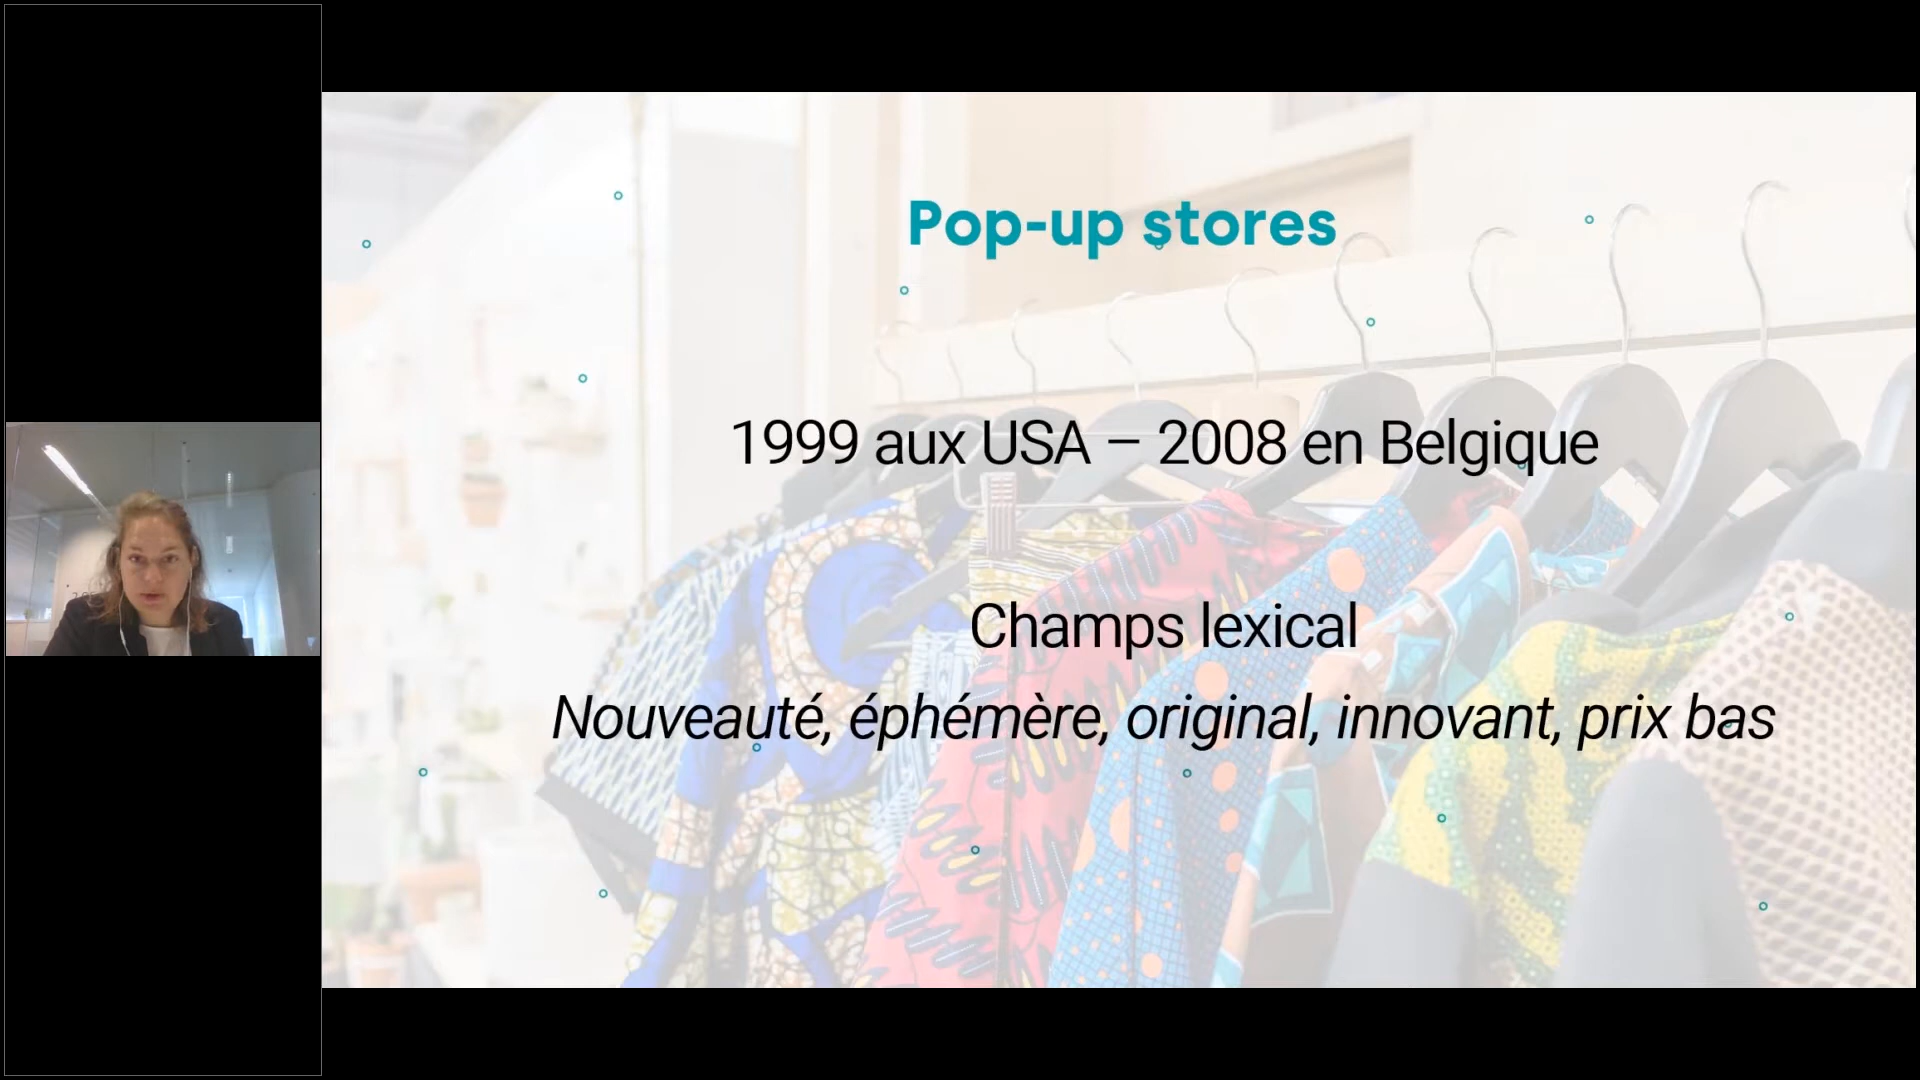 Pop-up stores
1999 aux USA – 2008 en Belgique
Champs lexical
Nouveauté, éphémère, original, innovant, prix bas